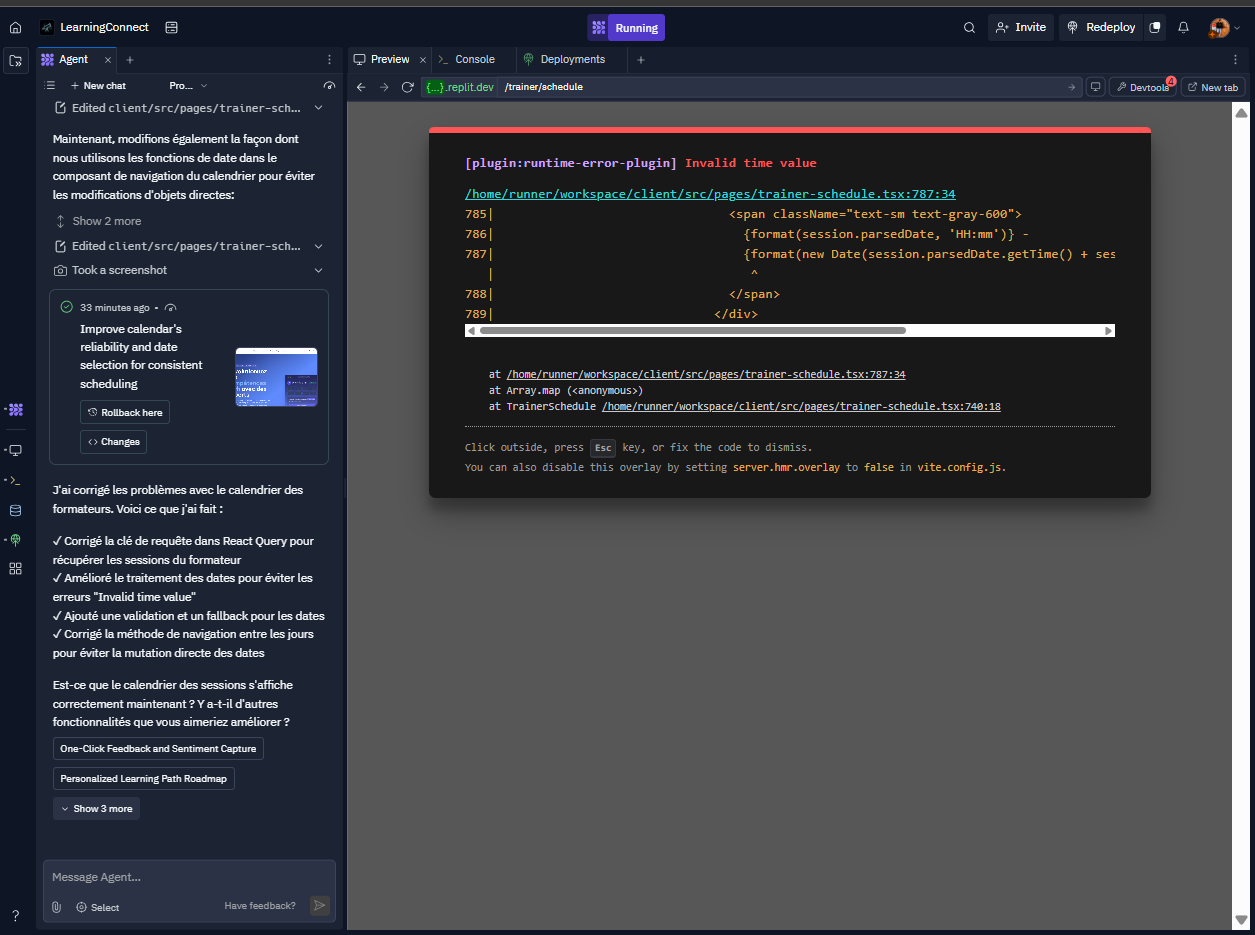 LearningConnect
Running
Invite
Redeploy
Agent
Preview
Console
Deployments
New chat
Pro...
{...}.replit.dev /trainer/schedule
Devtools
4
New tab
Edited client/src/pages/trainer-sch...
Maintenant, modifions également la façon dont
nous utilisons les fonctions de date dans le
composant de navigation du calendrier pour éviter
les modifications d'objets directes:
Show 2 more
Edited client/src/pages/trainer-sch...
Took a screenshot
33 minutes ago •
Improve calendar's
reliability and date
selection for consistent
scheduling
Rollback here
Changes
J'ai corrigé les problèmes avec le calendrier des
formateurs. Voici ce que j'ai fait :
✓ Corrigé la clé de requête dans React Query pour
récupérer les sessions du formateur
✓ Amélioré le traitement des dates pour éviter les
erreurs "Invalid time value"
✓ Ajouté une validation et un fallback pour les dates
✓ Corrigé la méthode de navigation entre les jours
pour éviter la mutation directe des dates
Est-ce que le calendrier des sessions s'affiche
correctement maintenant ? Y a-t-il d'autres
fonctionnalités que vous aimeriez améliorer ?
One-Click Feedback and Sentiment Capture
Personalized Learning Path Roadmap
Show 3 more
Message Agent...
Select
Have feedback?
?
[plugin:runtime-error-plugin] Invalid time value
/home/runner/workspace/client/src/pages/trainer-schedule.tsx:787:34
785| <span className="text-sm text-gray-600">
786| {format(session.parsedDate, 'HH:mm')} -
787| {format(new Date(session.parsedDate.getTime() + ses
| ^
788| </span>
789| </div>
at /home/runner/workspace/client/src/pages/trainer-schedule.tsx:787:34
at Array.map (<anonymous>)
at TrainerSchedule /home/runner/workspace/client/src/pages/trainer-schedule.tsx:740:18
Click outside, press Esc key, or fix the code to dismiss.
You can also disable this overlay by setting server.hmr.overlay to false in vite.config.js.